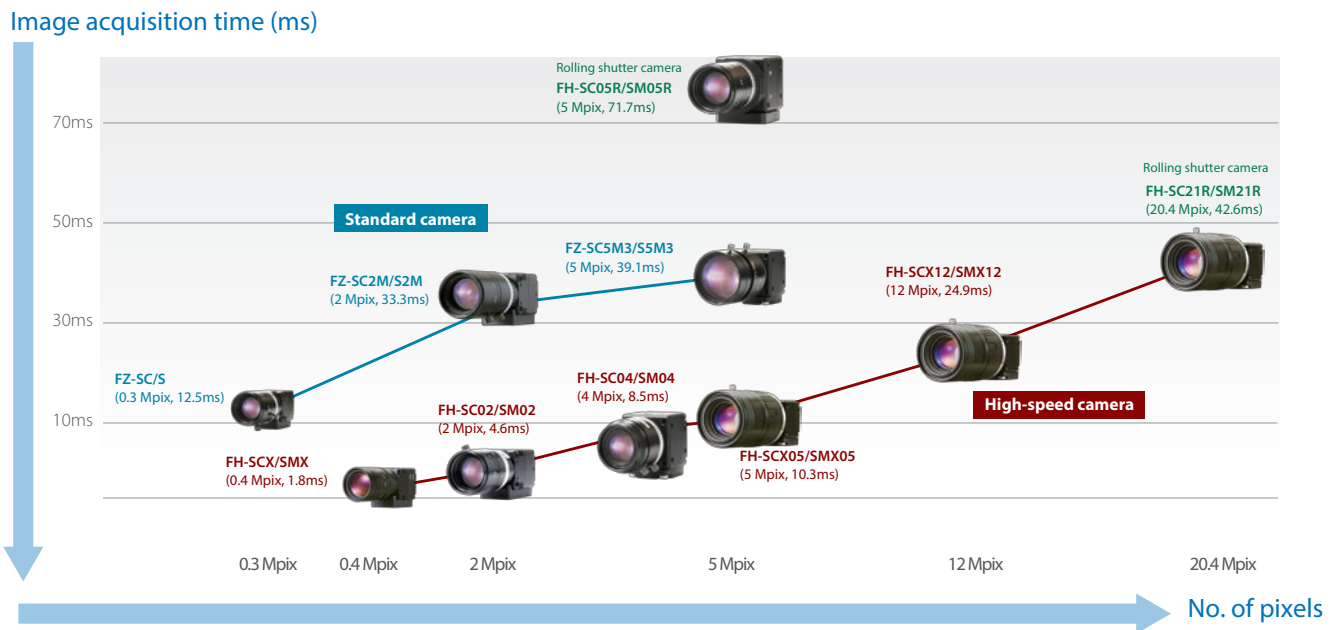 Image acquisition time (ms)
Rolling shutter camera
FH-SC05R/SM05R
(5 Mpix, 71.7ms)
70ms
Rolling shutter camera
FH-SC21R/SM21R
(20.4 Mpix, 42.6ms)
50ms
Standard camera
FZ-SC5M3/S5M3
(5 Mpix, 39.1ms)
FZ-SC2M/S2M
(2 Mpix, 33.3ms)
FH-SCX12/SMX12
(12 Mpix, 24.9ms)
30ms
FZ-SC/S
(0.3 Mpix, 12.5ms)
FH-SC04/SM04
(4 Mpix, 8.5ms)
High-speed camera
10ms
FH-SC02/SM02
(2 Mpix, 4.6ms)
FH-SCX/SMX
(0.4 Mpix, 1.8ms)
FH-SCX05/SMX05
(5 Mpix, 10.3ms)
0.3 Mpix
0.4 Mpix
2 Mpix
5 Mpix
12 Mpix
20.4 Mpix
No. of pixels